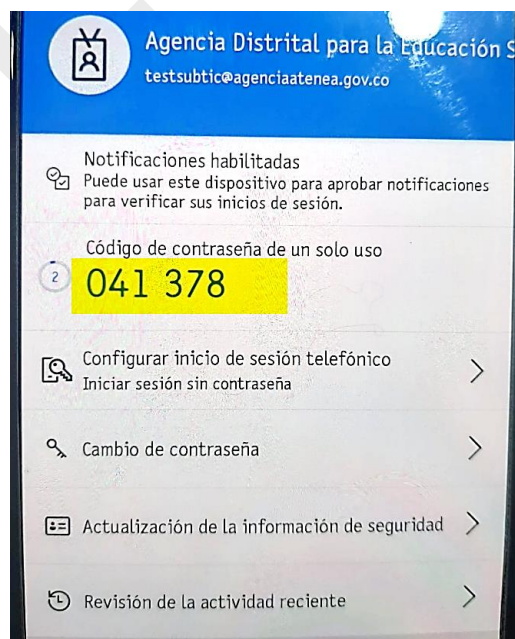 Agencia Distrital para la Educación S
testsubtic@agenciaatenea.gov.co
Notificaciones habilitadas
Puede usar este dispositivo para aprobar notificaciones
para verificar sus inicios de sesión.
Código de contraseña de un solo uso
2
041 378
Configurar inicio de sesión telefónico
Iniciar sesión sin contraseña
Cambio de contraseña
Actualización de la información de seguridad
Revisión de la actividad reciente